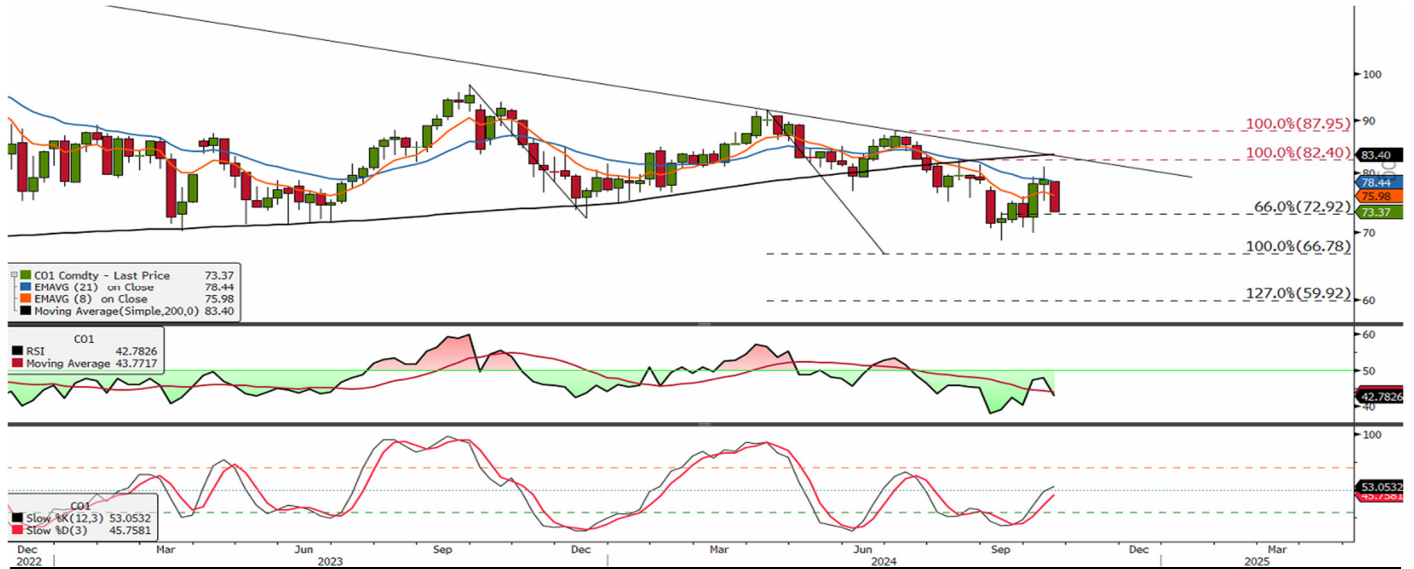 100
90
100.0%(87.95)
100.0%(82.40)
83.40
80
78.44
75.98
66.0%(72.92)
73.37
70
100.0%(66.78)
127.0%(59.92)
60
CO1 Comdty - Last Price 73.37
EMAVG (21) on Close 78.44
EMAVG (8) on Close 75.98
Moving Average(Simple,200,0) 83.40
CO1
RSI 42.7826
Moving Average 43.7717
60
50
42.7826
40
100
53.0532
45.7581
CO1
Slow %K(12,3) 53.0532
Slow %D(3) 45.7581
Dec Mar Jun Sep Dec Mar Jun Sep Dec Mar
2022 2023 2024 2025